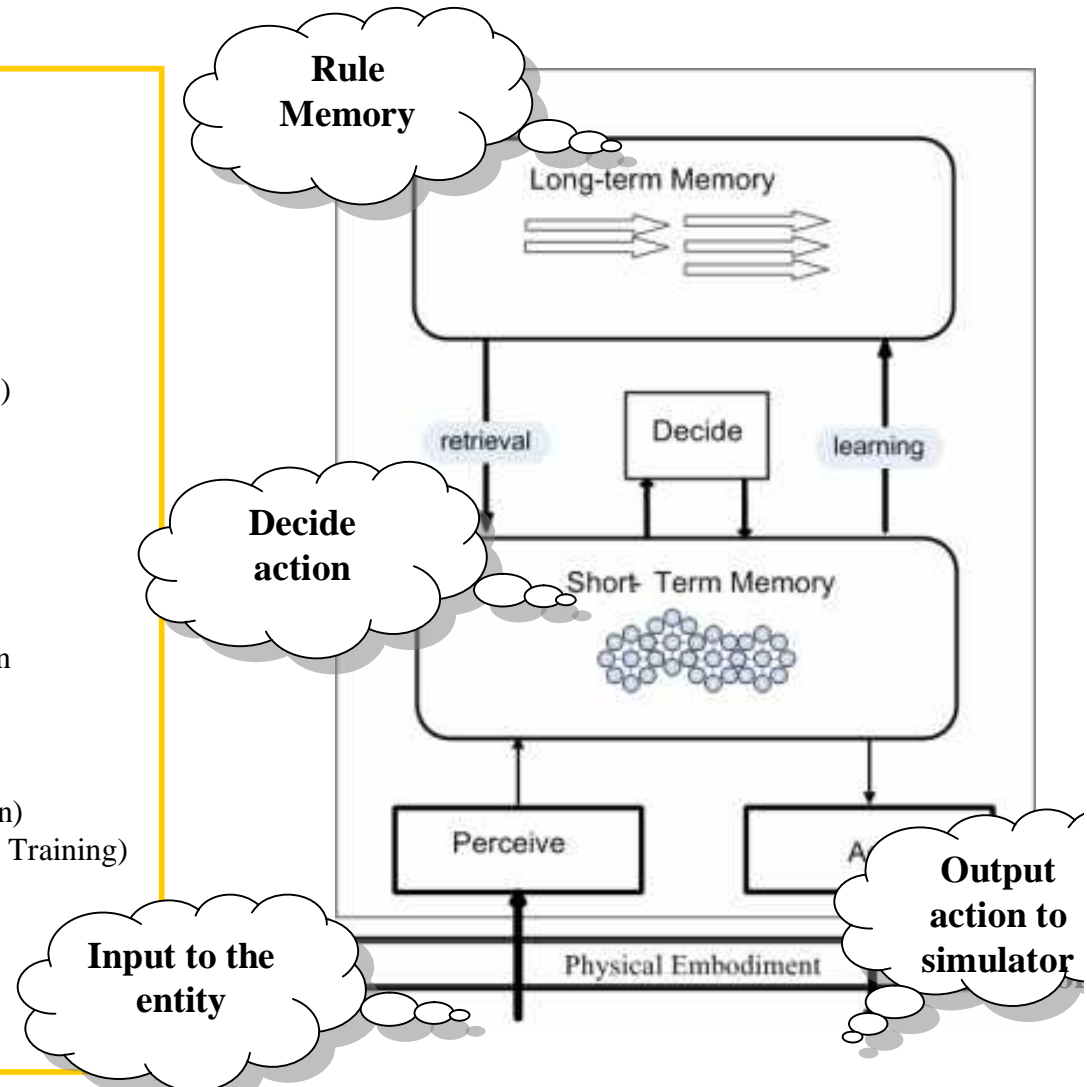 Rule
Memory
Long-term Memory
)
retrieval
Decide
learning
Decide
action
Short- Term Memory
n
n)
Training)
Perceive
A
Output
action to
simulator
Input to the
entity
Physical Embodiment